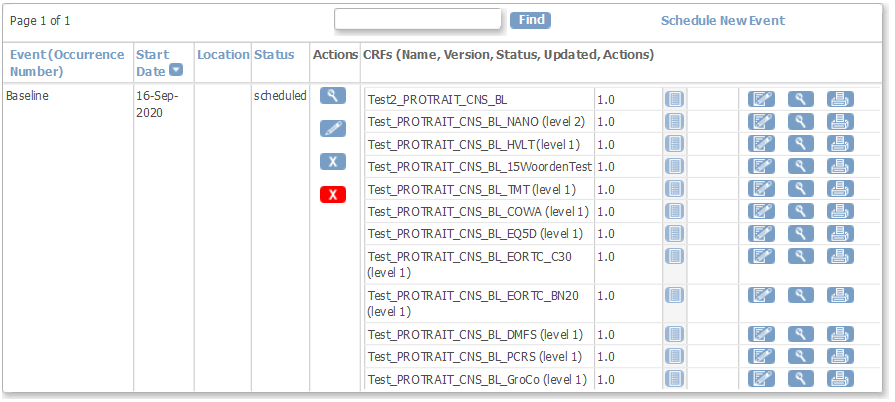 Page 1 of 1
Find
Schedule New Event
Event (Occurrence Number)
Start Date
Location
Status
Actions
CRFs (Name, Version, Status, Updated, Actions)
Baseline
16-Sep-2020
scheduled
X
X
Test2_PROTRAIT_CNS_BL 1.0
Test_PROTRAIT_CNS_BL_NANO (level 2) 1.0
Test_PROTRAIT_CNS_BL_HVLT(level 1) 1.0
Test_PROTRAIT_CNS_BL_15WoordenTest 1.0
Test_PROTRAIT_CNS_BL_TMT (level 1) 1.0
Test_PROTRAIT_CNS_BL_COWA (level 1) 1.0
Test_PROTRAIT_CNS_BL_EQ5D (level 1) 1.0
Test_PROTRAIT_CNS_BL_EORTC_C30 1.0
(level 1)
Test_PROTRAIT_CNS_BL_EORTC_BN20 1.0
(level 1)
Test_PROTRAIT_CNS_BL_DMFS (level 1) 1.0
Test_PROTRAIT_CNS_BL_PCRS (level 1) 1.0
Test_PROTRAIT_CNS_BL_GroCo (level 1) 1.0